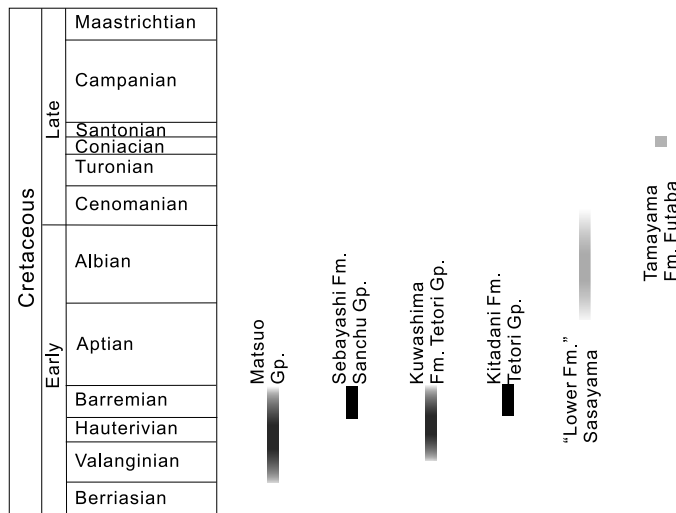 Cretaceous
Late
Early
Maastrichtian
Campanian
Santonian
Coniacian
Turonian
Cenomanian
Albian
Aptian
Barremian
Hauterivian
Valanginian
Berriasian
Matsuo
Gp.
Sebayashi Fm.
Sanchu Gp.
Kuwashima
Fm. Tetori Gp.
Kitadani Fm.
Tetori Gp.
“Lower Fm.”
Sasayama
Tamayama
Fm. Futaba